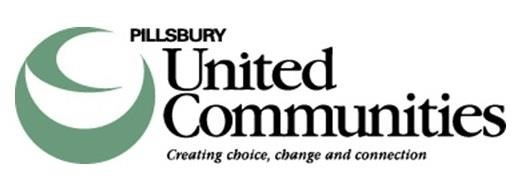 PILLSBURY
United
Communities
Creating choice, change and connection